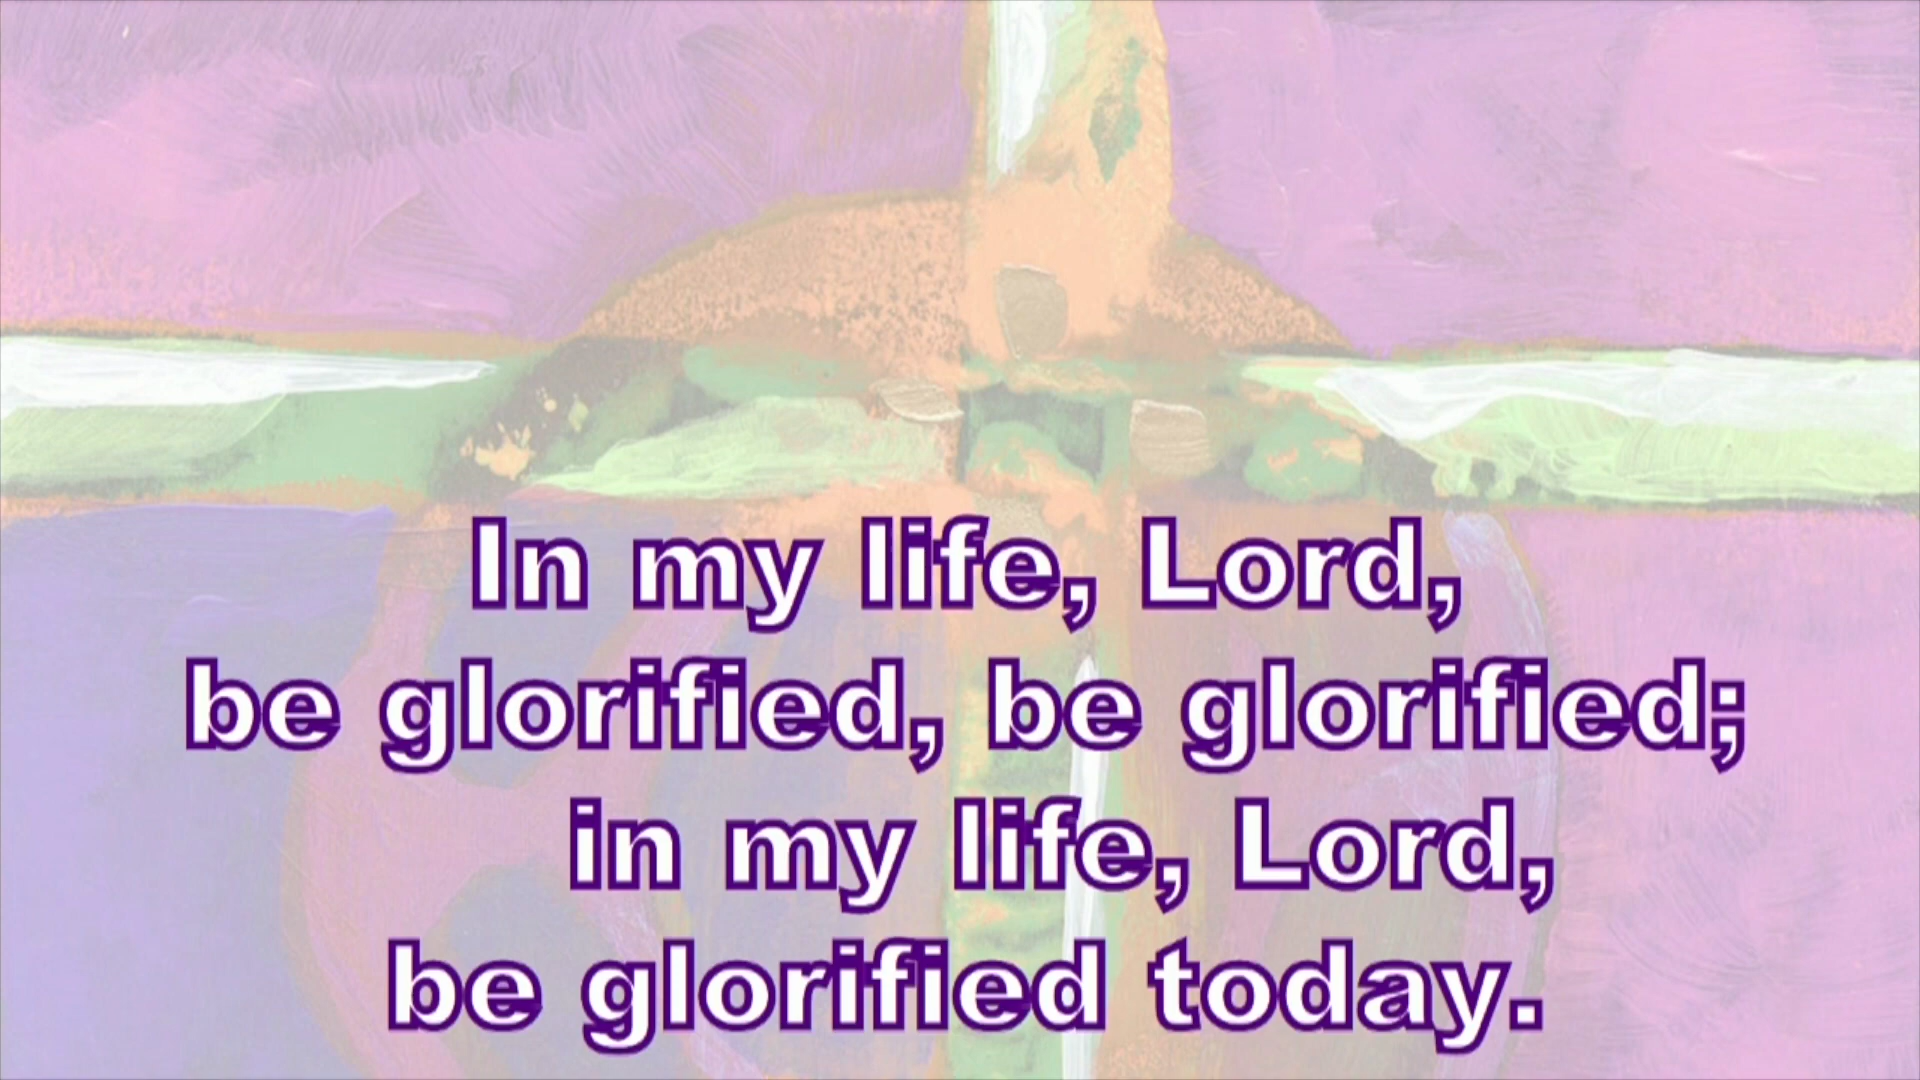 In my life, Lord,
be glorified, be glorified;
in my life, Lord,
be glorified today.